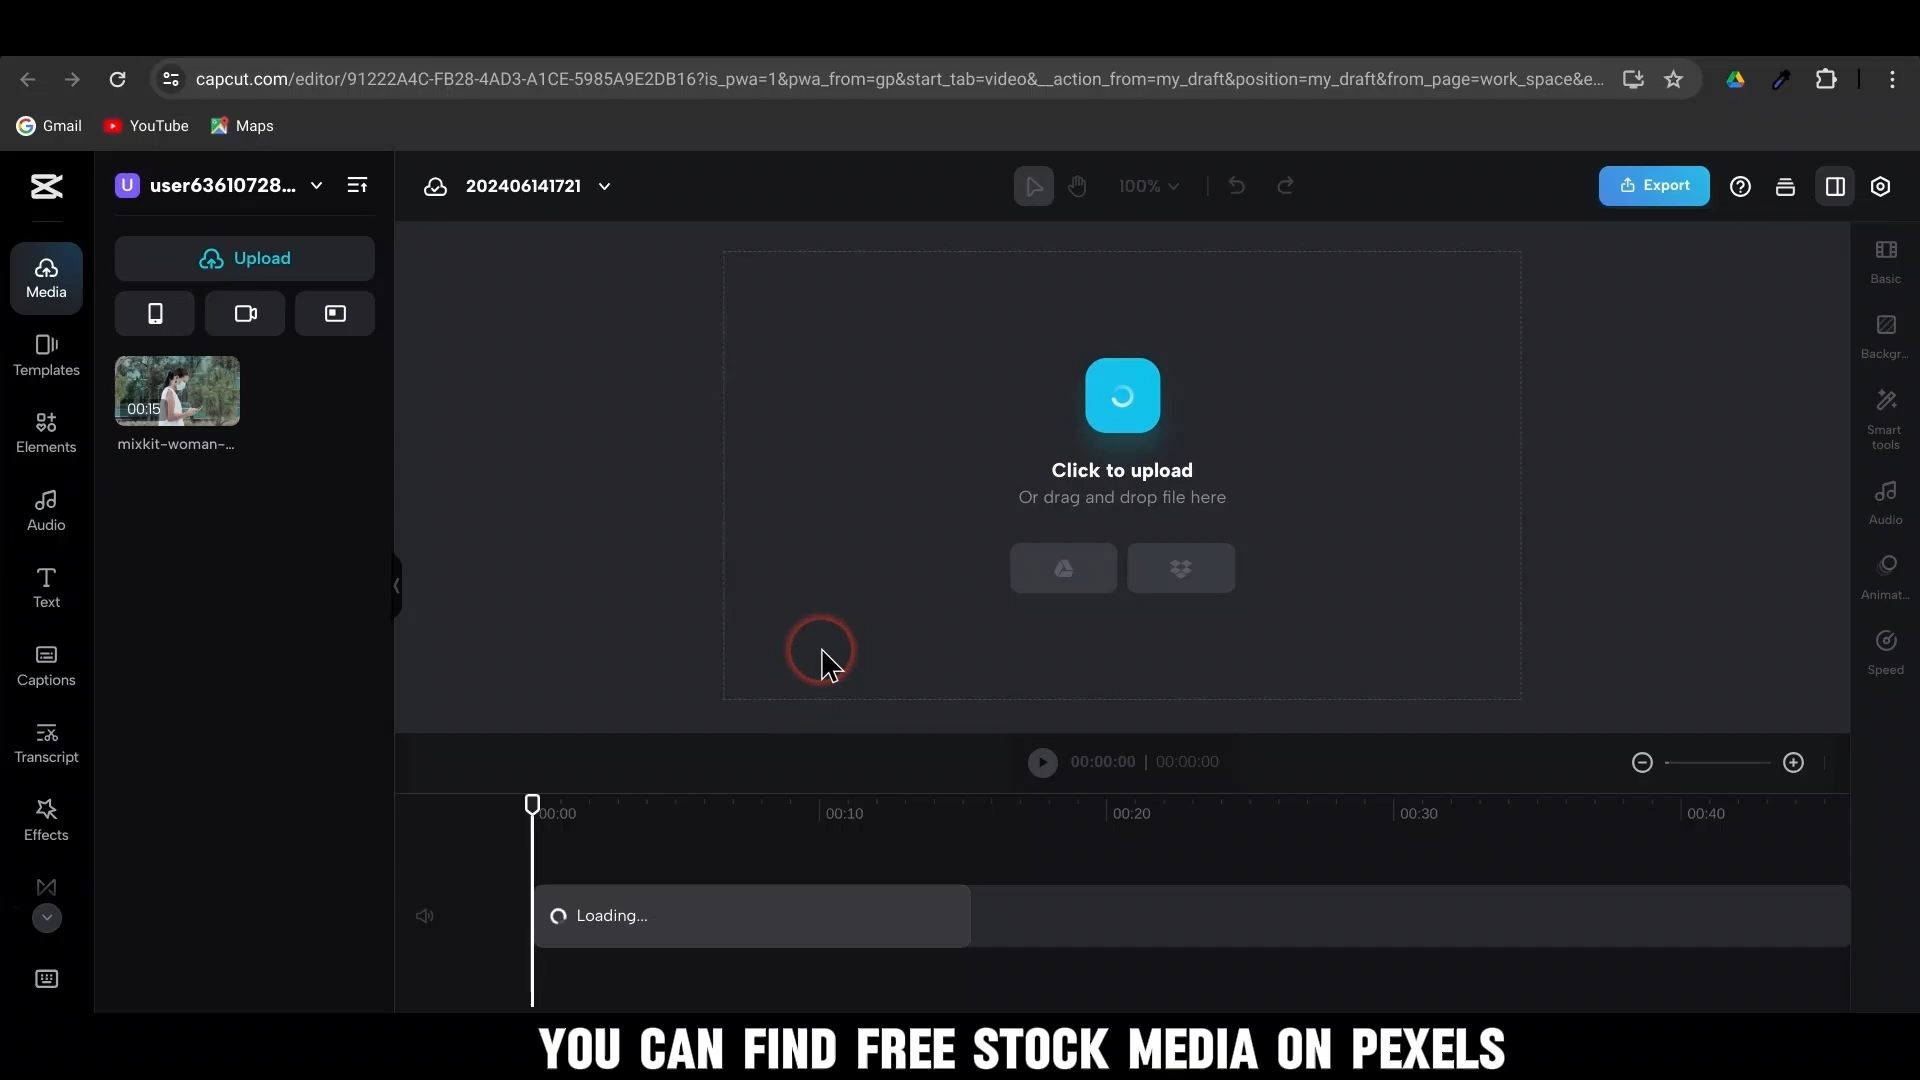 capcut.com/editor/91222A4C-FB28-4AD3-A1CE-5985A9E2DB16?is_pwa=1&pwa_from=gp&start_tab=video&__action_from=my_draft&position=my_draft&from_page=work_space&e...
Gmail
YouTube
Maps
U
user63610728...
202406141721
100%
Export
Media
Templates
Elements
Audio
Text
Captions
Transcript
Effects
Upload
00:15
mixkit-woman-...
Click to upload
Or drag and drop file here
Basic
Backgr...
Smart
tools
Audio
Animat...
Speed
00:00:00 | 00:00:00
00:00
00:10
00:20
00:30
00:40
Loading...
YOU CAN FIND FREE STOCK MEDIA ON PEXELS